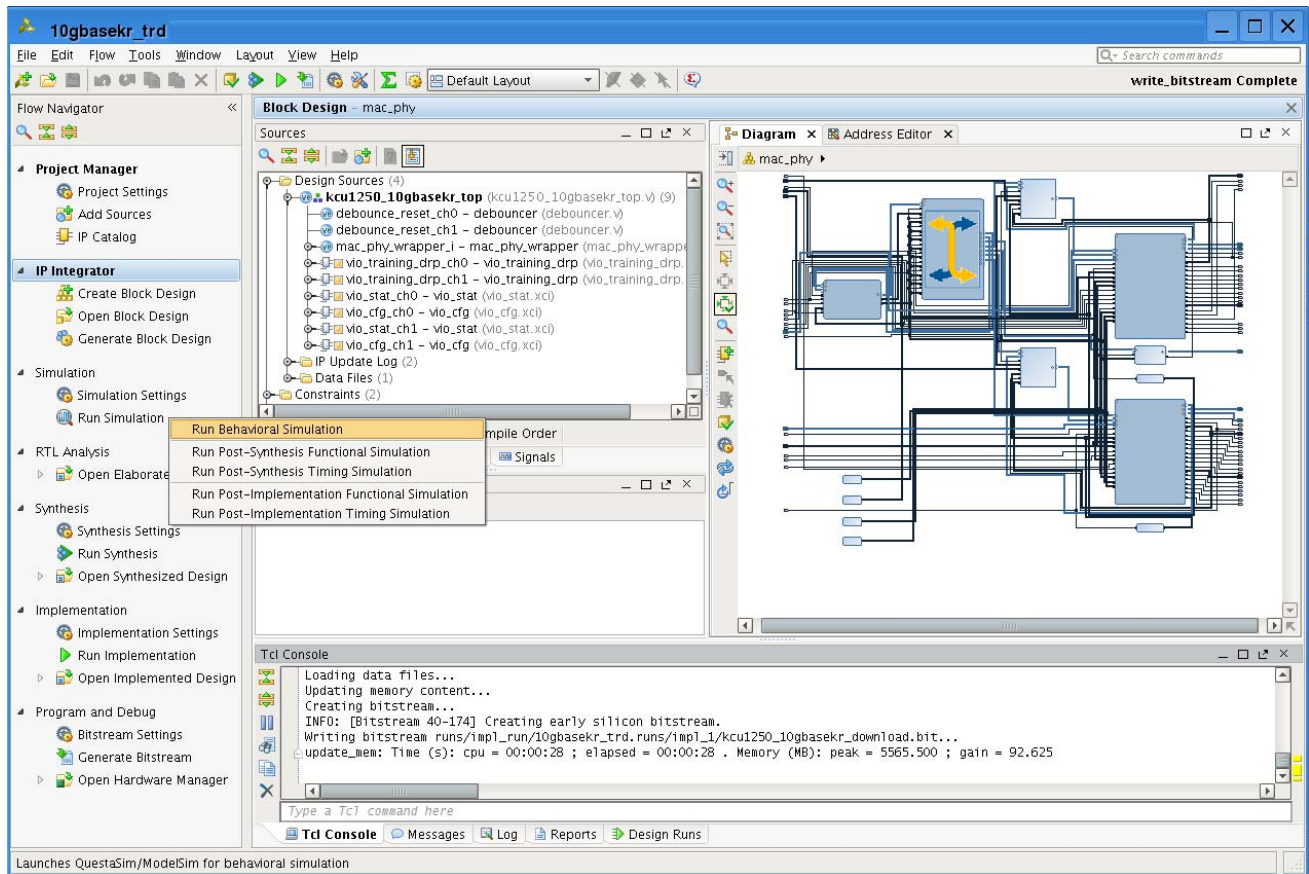 10gbasekr_trd
File Edit Flow Tools Window Layout View Help
Search commands
Default Layout
write_bitstream Complete
Flow Navigator
Project Manager
Project Settings
Add Sources
IP Catalog
IP Integrator
Create Block Design
Open Block Design
Generate Block Design
Simulation
Simulation Settings
Run Simulation
RTL Analysis
Open Elaborate
Synthesis
Synthesis Settings
Run Synthesis
Open Synthesized Design
Implementation
Implementation Settings
Run Implementation
Open Implemented Design
Program and Debug
Bitstream Settings
Generate Bitstream
Open Hardware Manager
Run Behavioral Simulation
Run Post-Synthesis Functional Simulation
Run Post-Synthesis Timing Simulation
Run Post-Implementation Functional Simulation
Run Post-Implementation Timing Simulation
Block Design - mac_phy
Sources
Design Sources (4)
kcu1250_10gbasekr_top (kcu1250_10gbasekr_top.v) (9)
debounce_reset_ch0 - debouncer (debouncer.v)
debounce_reset_ch1 - debouncer (debouncer.v)
mac_phy_wrapper_i - mac_phy_wrapper (mac_phy_wrappe
vio_training_drp_ch0 - vio_training_drp (vio_training_drp.
vio_training_drp_ch1 - vio_training_drp (vio_training_drp.
vio_stat_ch0 - vio_stat (vio_stat.xci)
vio_cfg_ch0 - vio_cfg (vio_cfg.xci)
vio_stat_ch1 - vio_stat (vio_stat.xci)
vio_cfg_ch1 - vio_cfg (vio_cfg.xci)
IP Update Log (2)
Data Files (1)
Constraints (2)
mpile Order
Signals
Diagram
Address Editor
mac_phy
Tcl Console
Loading data files...
Updating memory content...
Creating bitstream...
INFO: [Bitstream 40-174] Creating early silicon bitstream.
Writing bitstream runs/impl_run/10gbasekr_trd.runs/impl_1/kcu1250_10gbasekr_download.bit...
update_mem: Time (s): cpu = 00:00:28 ; elapsed = 00:00:28 . Memory (MB): peak = 5565.500 ; gain = 92.625
Type a Tcl command here
Tcl Console Messages Log Reports Design Runs
Launches QuestaSim/ModelSim for behavioral simulation